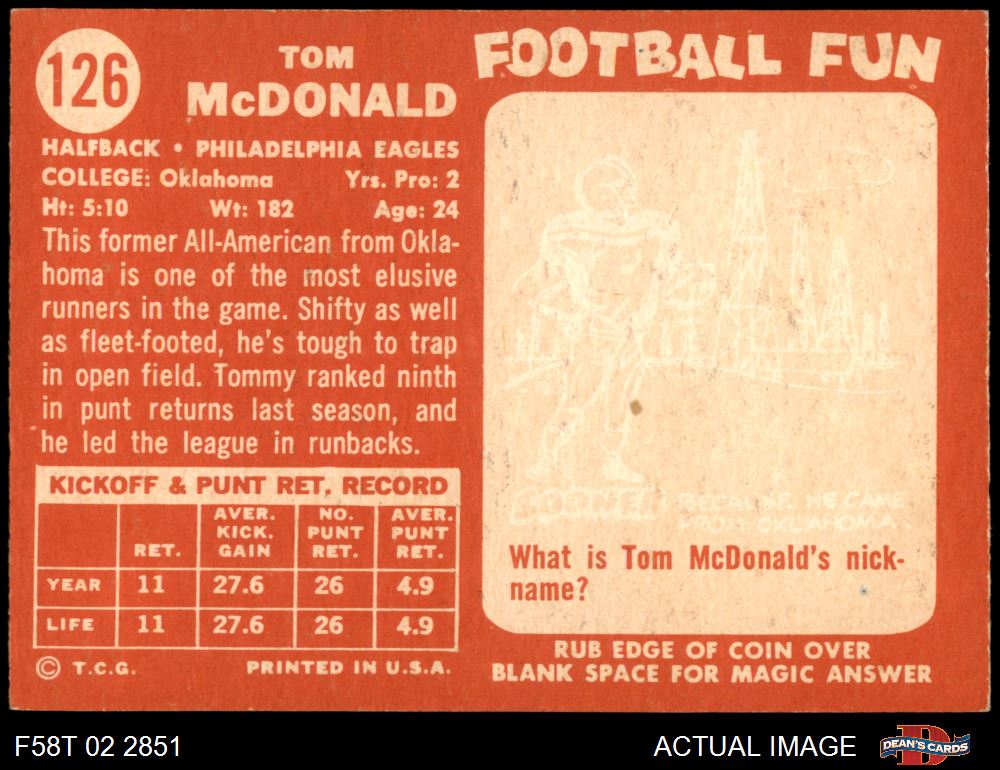 126
TOM
McDONALD
HALFBACK • PHILADELPHIA EAGLES
COLLEGE: Oklahoma Yrs. Pro: 2
Ht: 5:10 Wt: 182 Age: 24
This former All-American from Okla-
homa is one of the most elusive
runners in the game. Shifty as well
as fleet-footed, he's tough to trap
in open field. Tommy ranked ninth
in punt returns last season, and
he led the league in runbacks.
KICKOFF & PUNT RET. RECORD
RET. AVER. KICK. GAIN NO. PUNT RET. AVER. PUNT RET.
YEAR 11 27.6 26 4.9
LIFE 11 27.6 26 4.9
© T.C.G. PRINTED IN U.S.A.
FOOTBALL FUN
BECAUSE HE CAME
FROM OKLAHOMA.
What is Tom McDonald's nick-
name?
RUB EDGE OF COIN OVER
BLANK SPACE FOR MAGIC ANSWER
F58T 02 2851
ACTUAL IMAGE
D
DEAN'S CARDS